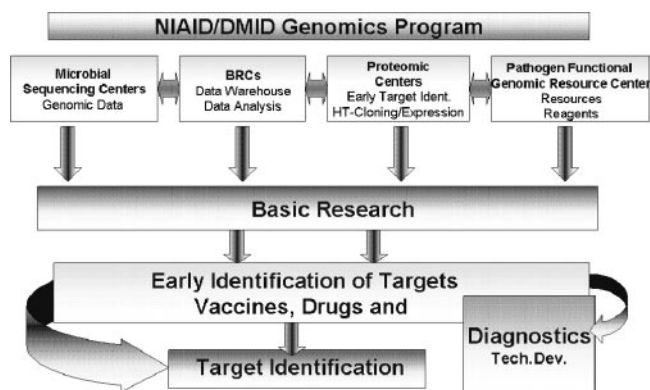 NIAID/DMID Genomics Program
Microbial
Sequencing Centers
Genomic Data
BRCs
Data Warehouse
Data Analysis
Proteomic
Centers
Early Target Ident.
HT-Cloning/Expression
Pathogen Functional
Genomic Resource Center
Resources
Reagents
Basic Research
Early Identification of Targets
Vaccines, Drugs and
Diagnostics
Tech.Dev.
Target Identification